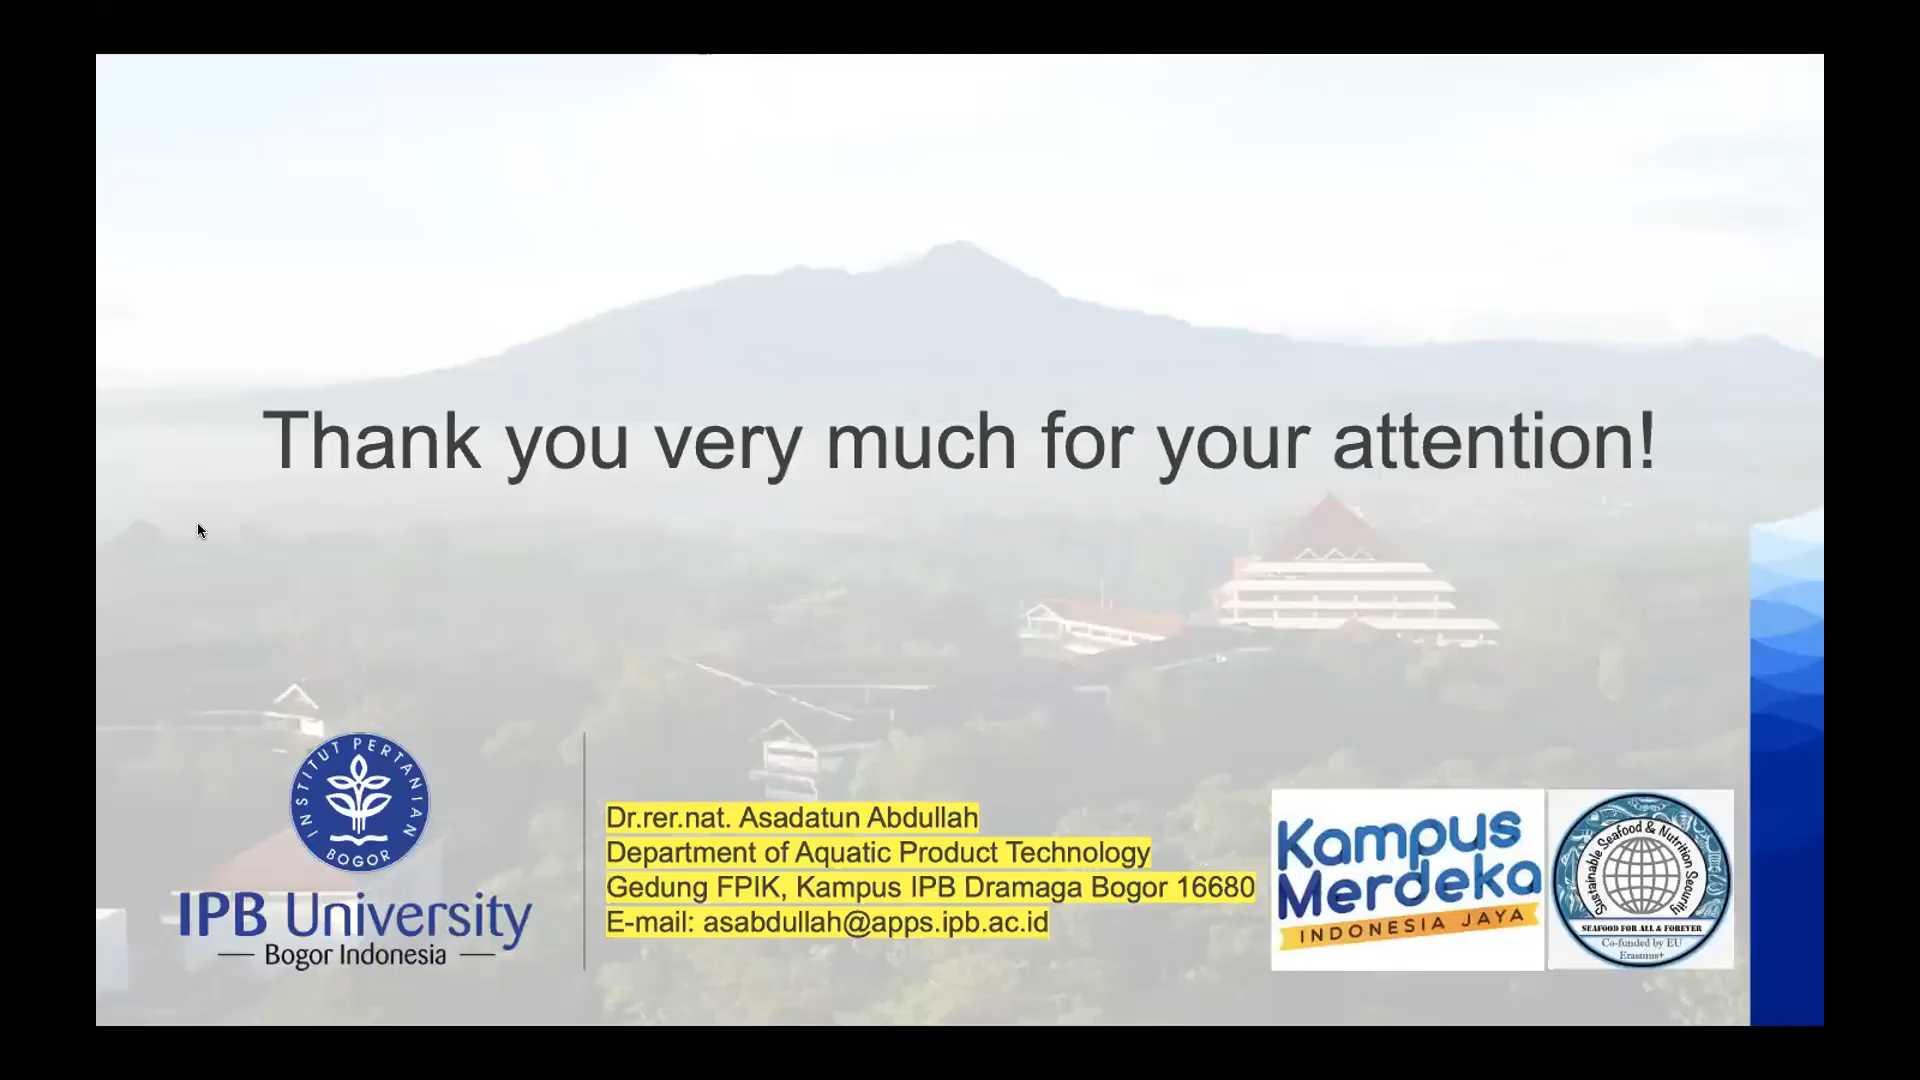 Thank you very much for your attention!
INSTITUT PERTANIAN
BOGOR
IPB University
Bogor Indonesia
Dr.rer.nat. Asadatun Abdullah
Department of Aquatic Product Technology
Gedung FPIK, Kampus IPB Dramaga Bogor 16680
E-mail: asabdullah@apps.ipb.ac.id
Kampus
Merdeka
INDONESIA JAYA
Sustainable Seafood & Nutrition Security
SEAFOOD FOR ALL & FOREVER
Co-funded by EU
Erasmus+